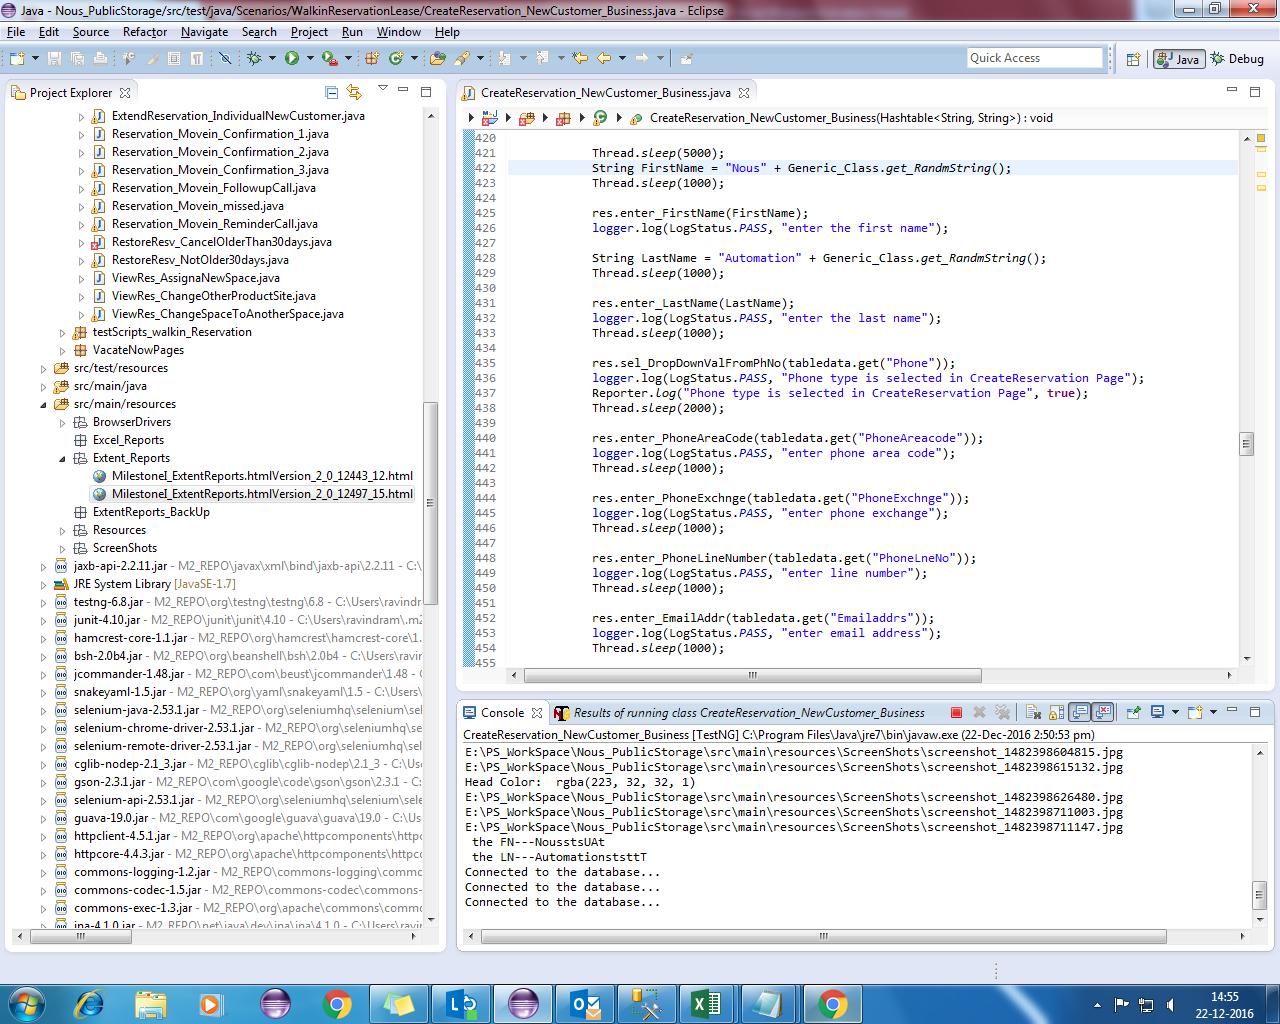 Java - Nous_PublicStorage/src/test/java/Scenarios/WalkinReservationLease/CreateReservation_NewCustomer_Business.java - Eclipse
File Edit Source Refactor Navigate Search Project Run Window Help
Quick Access
Java
Debug
Project Explorer
ExtendReservation_IndividualNewCustomer.java
Reservation_Movein_Confirmation_1.java
Reservation_Movein_Confirmation_2.java
Reservation_Movein_Confirmation_3.java
Reservation_Movein_FollowupCall.java
Reservation_Movein_missed.java
Reservation_Movein_ReminderCall.java
RestoreResv_CancelOlderThan30days.java
RestoreResv_NotOlder30days.java
ViewRes_AssignaNewSpace.java
ViewRes_ChangeOtherProductSite.java
ViewRes_ChangeSpaceToAnotherSpace.java
testScripts_walkin_Reservation
VacateNowPages
src/test/resources
src/main/java
src/main/resources
BrowserDrivers
Excel_Reports
Extent_Reports
MilestoneI_ExtentReports.htmlVersion_2_0_12443_12.html
MilestoneI_ExtentReports.htmlVersion_2_0_12497_15.html
ExtentReports_BackUp
Resources
ScreenShots
jaxb-api-2.2.11.jar - M2_REPO\javax\xml\bind\jaxb-api\2.2.11 - C:\
JRE System Library [JavaSE-1.7]
testng-6.8.jar - M2_REPO\org\testng\testng\6.8 - C:\Users\ravindr
junit-4.10.jar - M2_REPO\junit\junit\4.10 - C:\Users\ravindram\.m2
hamcrest-core-1.1.jar - M2_REPO\org\hamcrest\hamcrest-core\1.
bsh-2.0b4.jar - M2_REPO\org\beanshell\bsh\2.0b4 - C:\Users\ravir
jcommander-1.48.jar - M2_REPO\com\beust\jcommander\1.48 -
snakeyaml-1.5.jar - M2_REPO\org\yaml\snakeyaml\1.5 - C:\Users\
selenium-java-2.53.1.jar - M2_REPO\org\seleniumhq\selenium\se
selenium-chrome-driver-2.53.1.jar - M2_REPO\org\seleniumhq\s
selenium-remote-driver-2.53.1.jar - M2_REPO\org\seleniumhq\se
cglib-nodep-2.1_3.jar - M2_REPO\cglib\cglib-nodep\2.1_3 - C:\Us
gson-2.3.1.jar - M2_REPO\com\google\code\gson\gson\2.3.1 - C:
selenium-api-2.53.1.jar - M2_REPO\org\seleniumhq\selenium\sel
guava-19.0.jar - M2_REPO\com\google\guava\guava\19.0 - C:\Use
httpclient-4.5.1.jar - M2_REPO\org\apache\httpcomponents\http
httpcore-4.4.3.jar - M2_REPO\org\apache\httpcomponents\httpc
commons-logging-1.2.jar - M2_REPO\commons-logging\commo
commons-codec-1.5.jar - M2_REPO\commons-codec\commons-
commons-exec-1.3.jar - M2_REPO\org\apache\commons\commo
jna-4.1.0.jar - M2_REPO\net\java\dev\jna\jna\4.1.0 - C:\Users\rav
CreateReservation_NewCustomer_Business.java
CreateReservation_NewCustomer_Business(Hashtable<String, String>) : void
420
421 Thread.sleep(5000);
422 String FirstName = "Nous" + Generic_Class.get_RandmString();
423 Thread.sleep(1000);
424
425 res.enter_FirstName(FirstName);
426 logger.log(LogStatus.PASS, "enter the first name");
427
428 String LastName = "Automation" + Generic_Class.get_RandmString();
429 Thread.sleep(1000);
430
431 res.enter_LastName(LastName);
432 logger.log(LogStatus.PASS, "enter the last name");
433 Thread.sleep(1000);
434
435 res.sel_DropDownValFromPhNo(tabledata.get("Phone"));
436 logger.log(LogStatus.PASS, "Phone type is selected in CreateReservation Page");
437 Reporter.log("Phone type is selected in CreateReservation Page", true);
438 Thread.sleep(2000);
439
440 res.enter_PhoneAreaCode(tabledata.get("PhoneAreacode"));
441 logger.log(LogStatus.PASS, "enter phone area code");
442 Thread.sleep(1000);
443
444 res.enter_PhoneExchnge(tabledata.get("PhoneExchnge"));
445 logger.log(LogStatus.PASS, "enter phone exchange");
446 Thread.sleep(1000);
447
448 res.enter_PhoneLineNumber(tabledata.get("PhoneLneNo"));
449 logger.log(LogStatus.PASS, "enter line number");
450 Thread.sleep(1000);
451
452 res.enter_EmailAddr(tabledata.get("Emailaddrs"));
453 logger.log(LogStatus.PASS, "enter email address");
454 Thread.sleep(1000);
455
Console Results of running class CreateReservation_NewCustomer_Business
CreateReservation_NewCustomer_Business [TestNG] C:\Program Files\Java\jre7\bin\javaw.exe (22-Dec-2016 2:50:53 pm)
E:\PS_WorkSpace\Nous_PublicStorage\src\main\resources\ScreenShots\screenshot_1482398604815.jpg
E:\PS_WorkSpace\Nous_PublicStorage\src\main\resources\ScreenShots\screenshot_1482398615132.jpg
Head Color: rgba(223, 32, 32, 1)
E:\PS_WorkSpace\Nous_PublicStorage\src\main\resources\ScreenShots\screenshot_1482398626480.jpg
E:\PS_WorkSpace\Nous_PublicStorage\src\main\resources\ScreenShots\screenshot_1482398711003.jpg
E:\PS_WorkSpace\Nous_PublicStorage\src\main\resources\ScreenShots\screenshot_1482398711147.jpg
the FN---NousstsUAt
the LN---AutomationststtT
Connected to the database...
Connected to the database...
Connected to the database...
14:55
22-12-2016